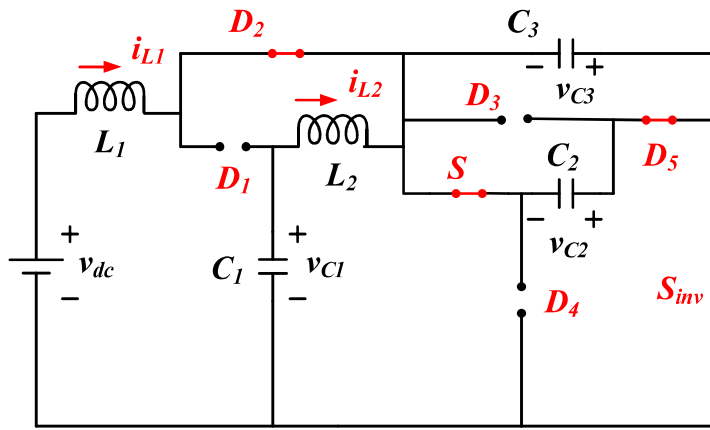 C3
D2
iL1
− +
vC3
iL2
D3
L1
D1
L2
S
C2
D5
− +
vC2
+
vdc
−
C1
+
vC1
−
D4
Sinv